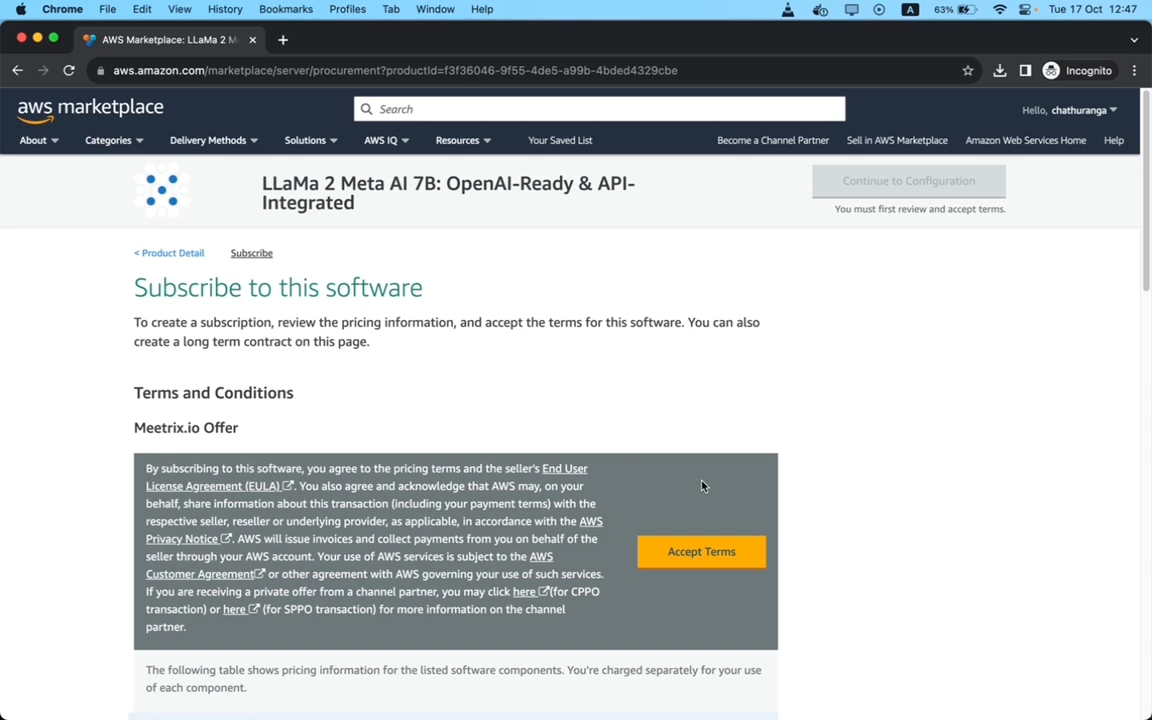 Chrome File Edit View History Bookmarks Profiles Tab Window Help A 63% Tue 17 Oct 12:47
AWS Marketplace: LLaMa 2 M
aws.amazon.com/marketplace/server/procurement?productId=f3f36046-9f55-4de5-a99b-4bded4329cbe Incognito
aws marketplace Search Hello, chathuranga
About Categories Delivery Methods Solutions AWS IQ Resources Your Saved List Become a Channel Partner Sell in AWS Marketplace Amazon Web Services Home Help
LLaMa 2 Meta AI 7B: OpenAI-Ready & API-
Integrated
Continue to Configuration
You must first review and accept terms.
< Product Detail Subscribe
Subscribe to this software
To create a subscription, review the pricing information, and accept the terms for this software. You can also
create a long term contract on this page.
Terms and Conditions
Meetrix.io Offer
By subscribing to this software, you agree to the pricing terms and the seller's End User
License Agreement (EULA). You also agree and acknowledge that AWS may, on your
behalf, share information about this transaction (including your payment terms) with the
respective seller, reseller or underlying provider, as applicable, in accordance with the AWS
Privacy Notice. AWS will issue invoices and collect payments from you on behalf of the
seller through your AWS account. Your use of AWS services is subject to the AWS
Customer Agreement or other agreement with AWS governing your use of such services.
If you are receiving a private offer from a channel partner, you may click here (for CPPO
transaction) or here (for SPPO transaction) for more information on the channel
partner.
Accept Terms
The following table shows pricing information for the listed software components. You're charged separately for your use
of each component.